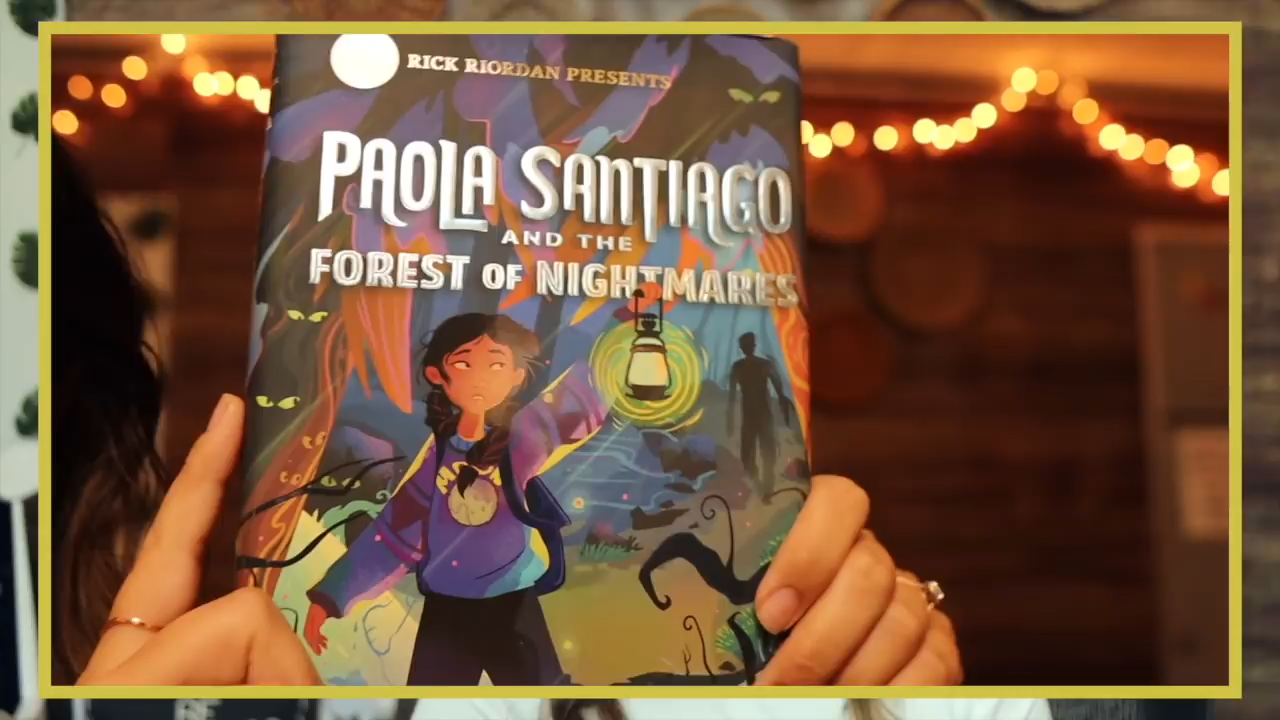 RICK RIORDAN PRESENTS
PAOLA SANTIAGO
AND THE
FOREST OF NIGHTMARES